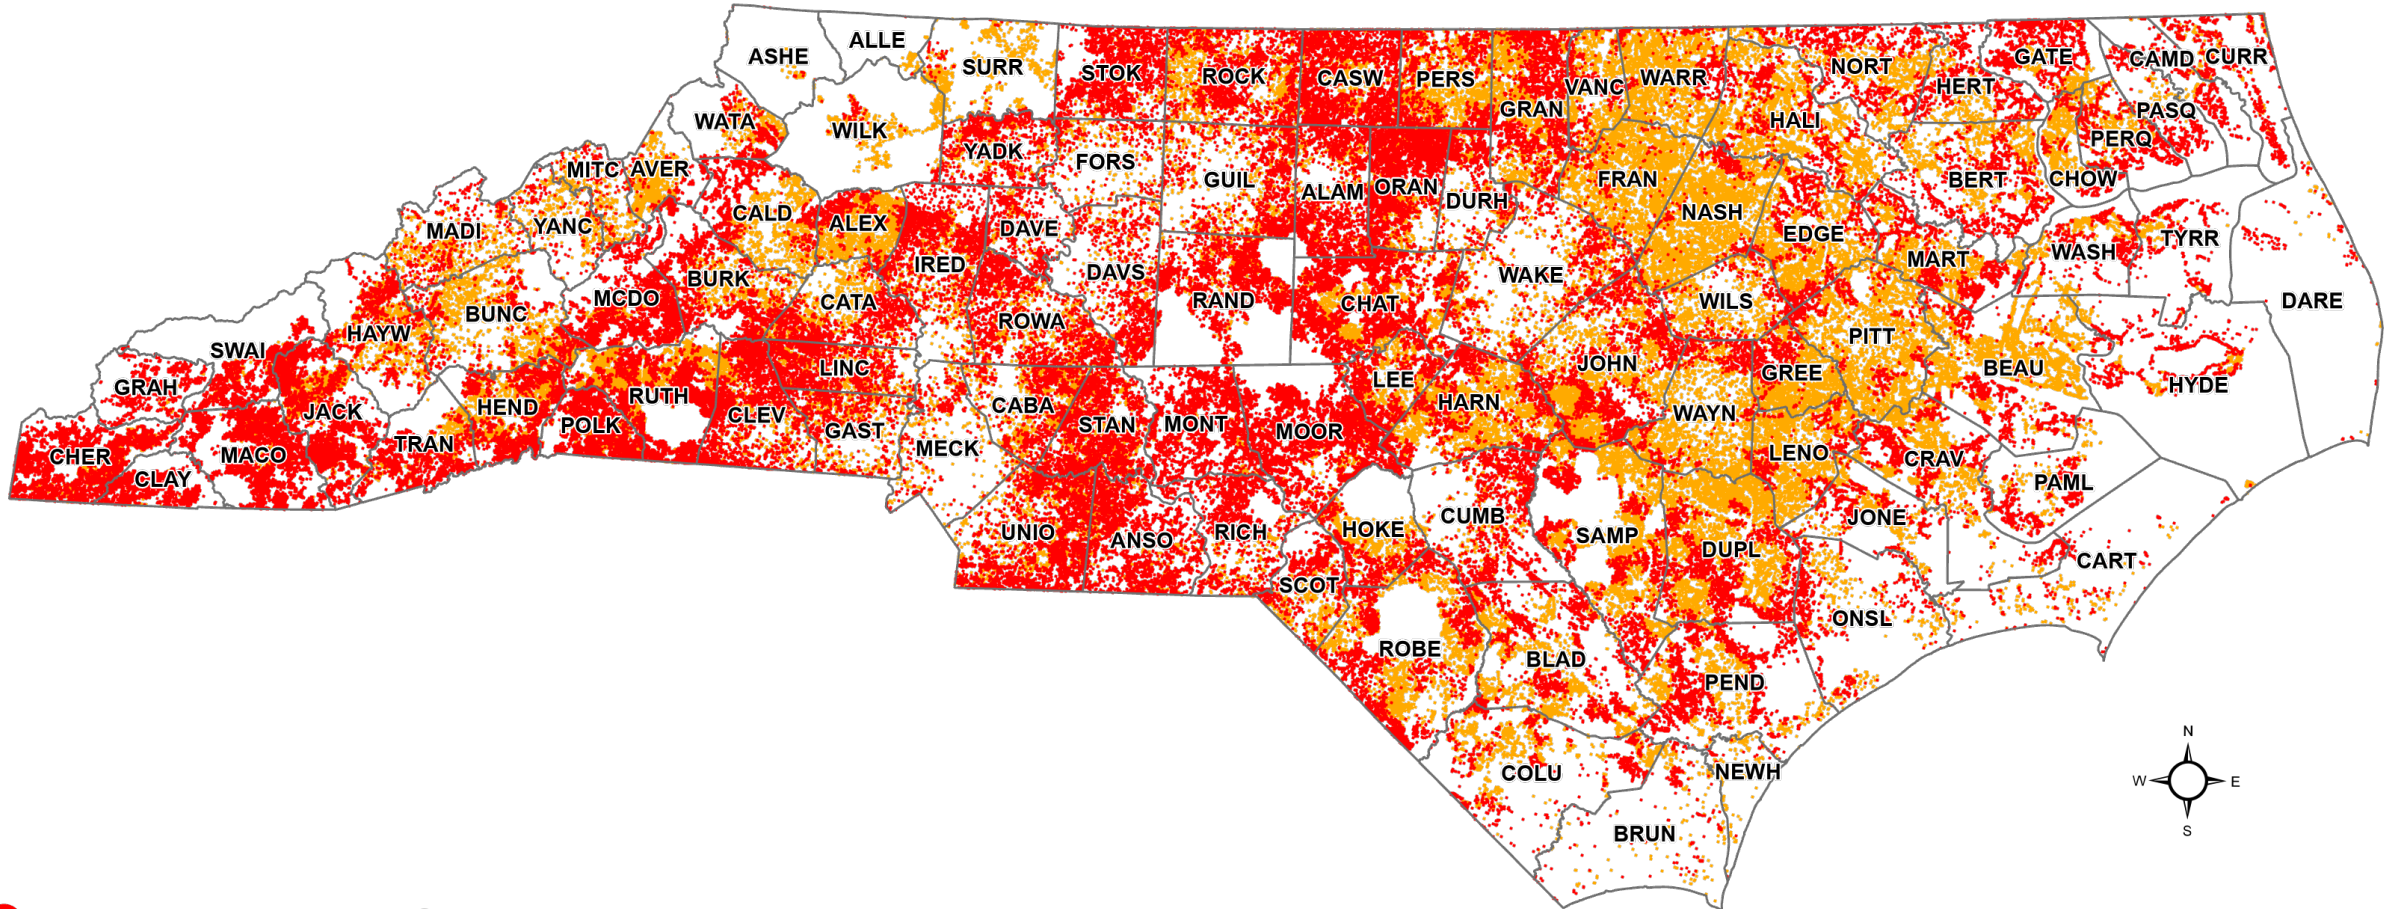 ASHE
ALLE
SURR
STOK
ROCK
CASW
PERS
GRAN
VANC
WARR
NORT
HERT
GATE
CAMD
CURR
PASQ
PERQ
CHOW
HALI
BERT
WATA
WILK
YADK
FORS
GUIL
ALAM
ORAN
DURH
FRAN
NASH
EDGE
MART
WASH
TYRR
DARE
MITC
AVER
CALD
ALEX
DAVE
IRED
MADI
YANC
BURK
CATA
DAVS
RAND
CHAT
WAKE
WILS
PITT
BEAU
HYDE
MCDO
BUNC
HAYW
SWAI
GRAH
ROWA
LINC
LEE
JOHN
GREE
WAYN
HARN
LENO
CRAV
PAML
JACK
HEND
RUTH
POLK
CLEV
GAST
CABA
STAN
MONT
MOOR
MECK
TRAN
CHER
CLAY
MACO
UNIO
ANSO
RICH
HOKE
CUMB
SAMP
DUPL
JONE
CART
SCOT
ONSL
ROBE
BLAD
PEND
COLU
NEWH
BRUN
N
W
E
S